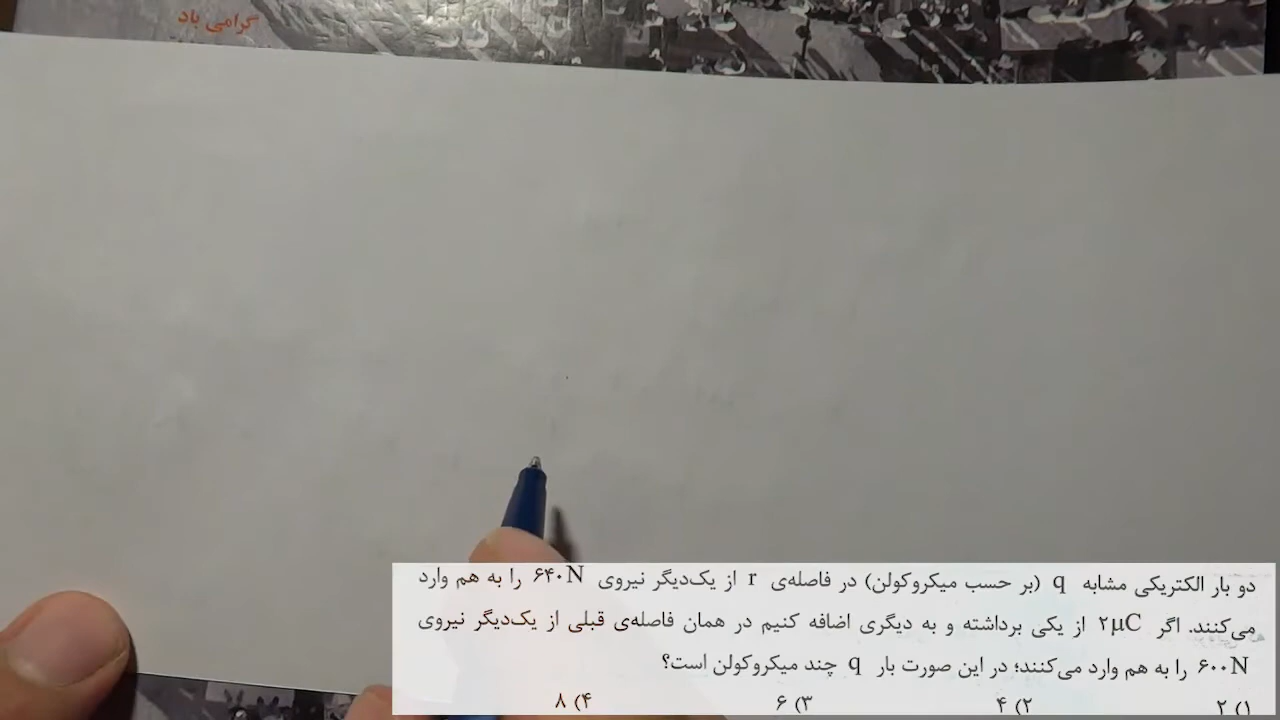 گرامی باد
دو بار الکتریکی مشابه q (بر حسب میکروکولن) در فاصله‌ی r از یک‌دیگر نیروی ۶۴۰N را به هم وارد
می‌کنند. اگر ۲μC از یکی برداشته و به دیگری اضافه کنیم در همان فاصله‌ی قبلی از یک‌دیگر نیروی
۶۰۰N را به هم وارد می‌کنند؛ در این صورت بار q چند میکروکولن است؟
۱) ۲ ۲) ۴ ۳) ۶ ۴) ۸